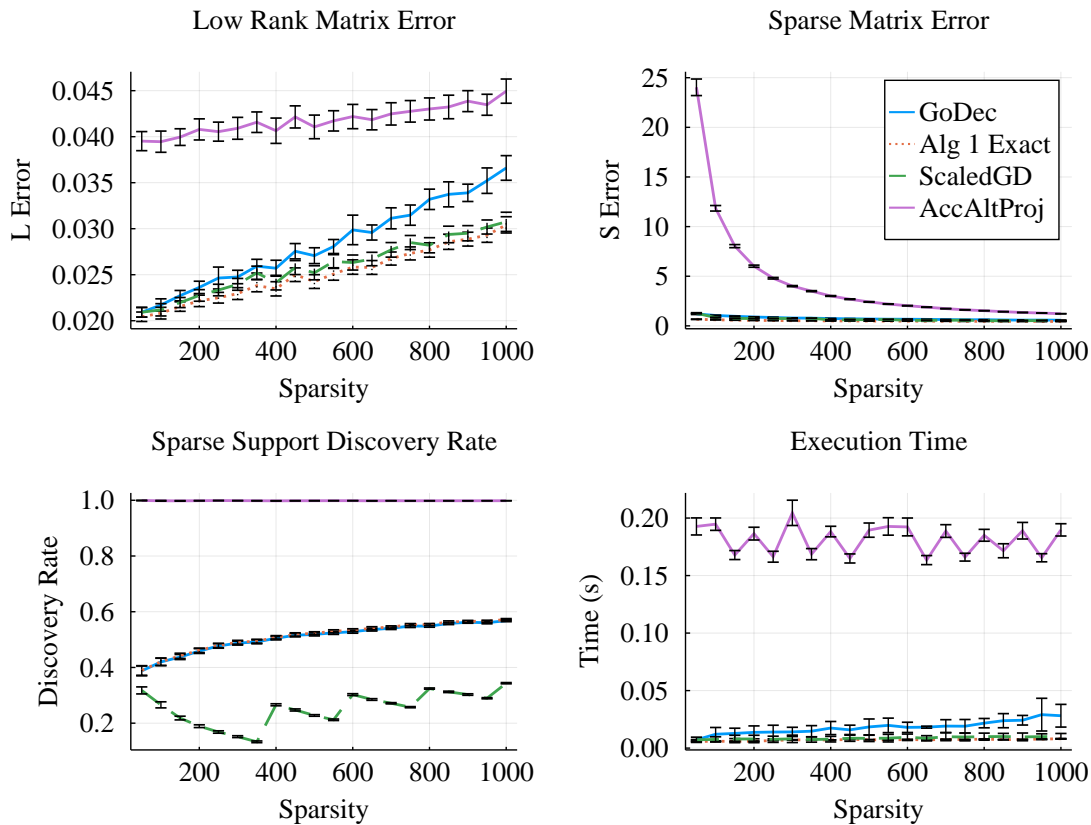 Low Rank Matrix Error
L Error
0.045
0.040
0.035
0.030
0.025
0.020
200 400 600 800 1000
Sparsity
Sparse Matrix Error
S Error
25
20
15
10
5
0
GoDec
Alg 1 Exact
ScaledGD
AccAltProj
200 400 600 800 1000
Sparsity
Sparse Support Discovery Rate
Discovery Rate
1.0
0.8
0.6
0.4
0.2
200 400 600 800 1000
Sparsity
Execution Time
Time (s)
0.20
0.15
0.10
0.05
0.00
200 400 600 800 1000
Sparsity